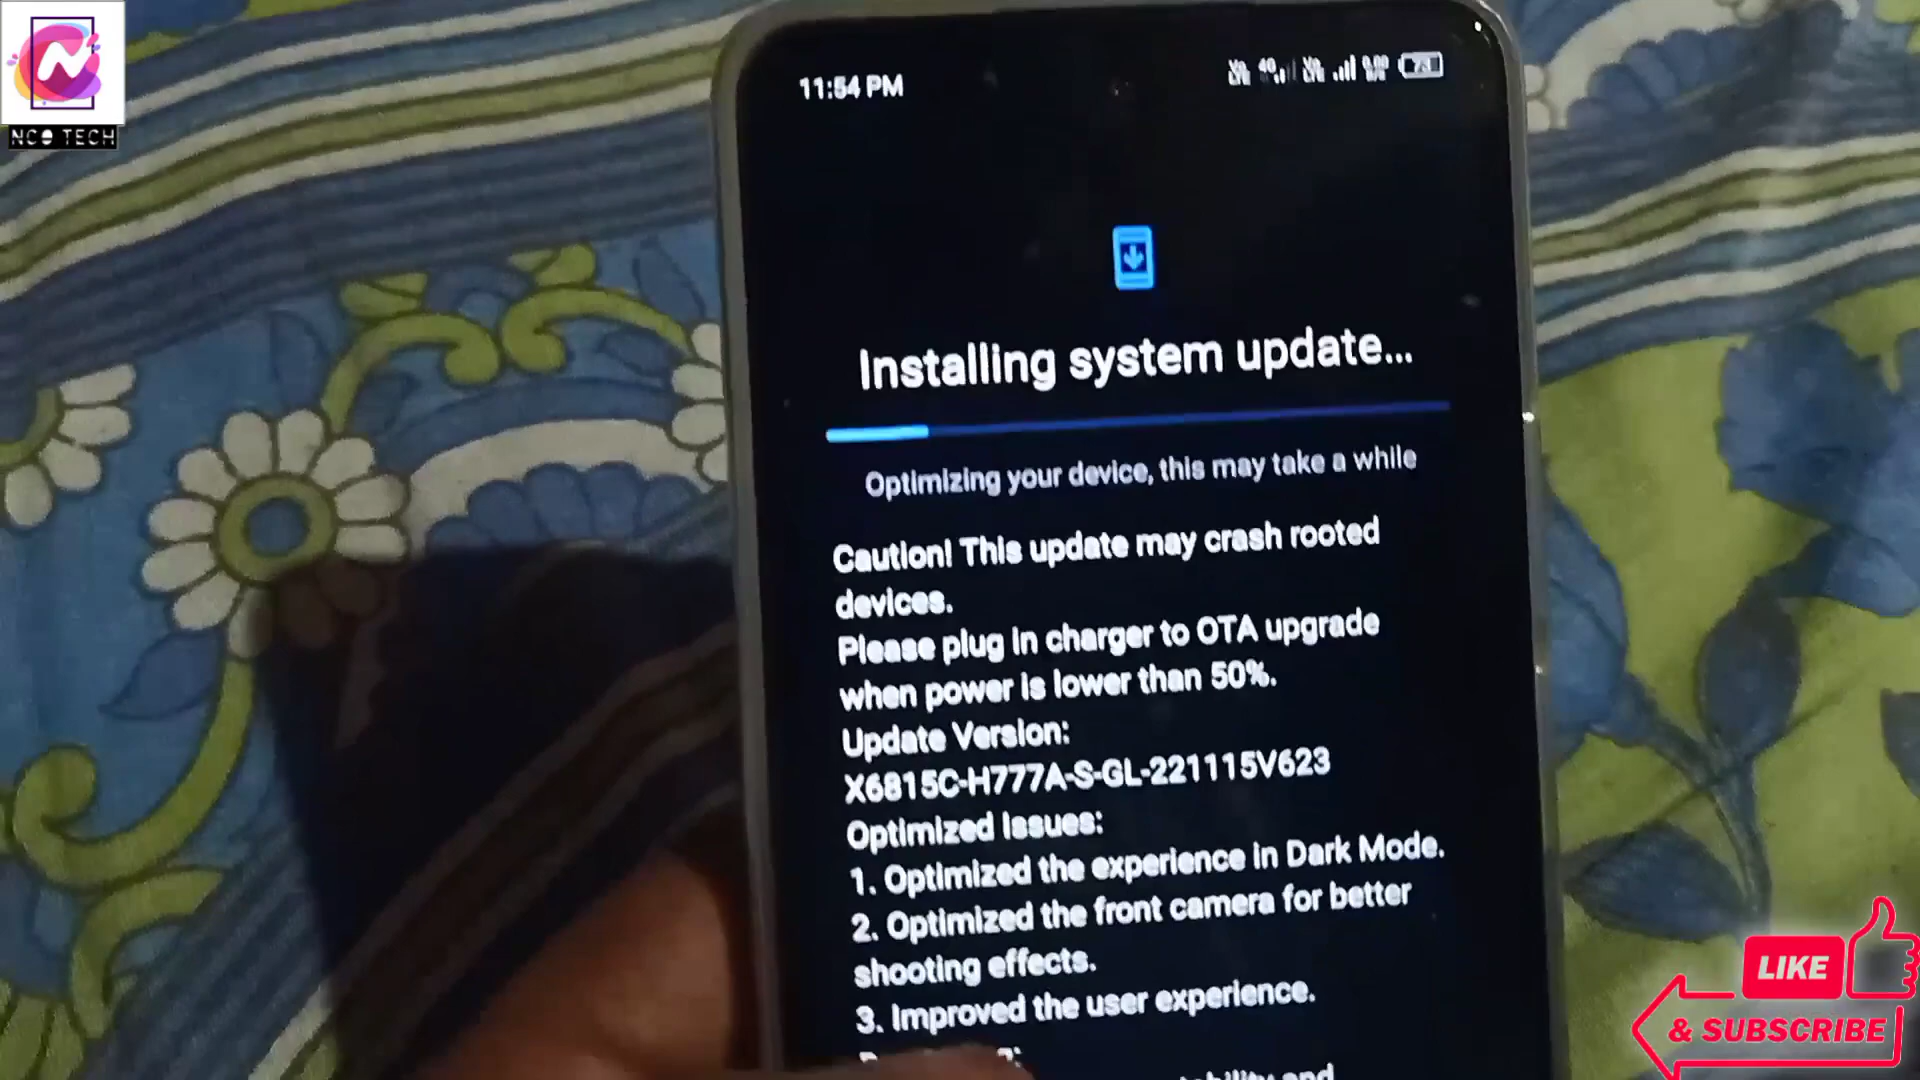 NCO TECH
11:54 PM
4G
Installing system update...
Optimizing your device, this may take a while
Caution! This update may crash rooted
devices.
Please plug in charger to OTA upgrade
when power is lower than 50%.
Update Version:
X6815C-H777A-S-GL-221115V623
Optimized Issues:
1. Optimized the experience in Dark Mode.
2. Optimized the front camera for better
shooting effects.
3. Improved the user experience.
and
LIKE
& SUBSCRIBE